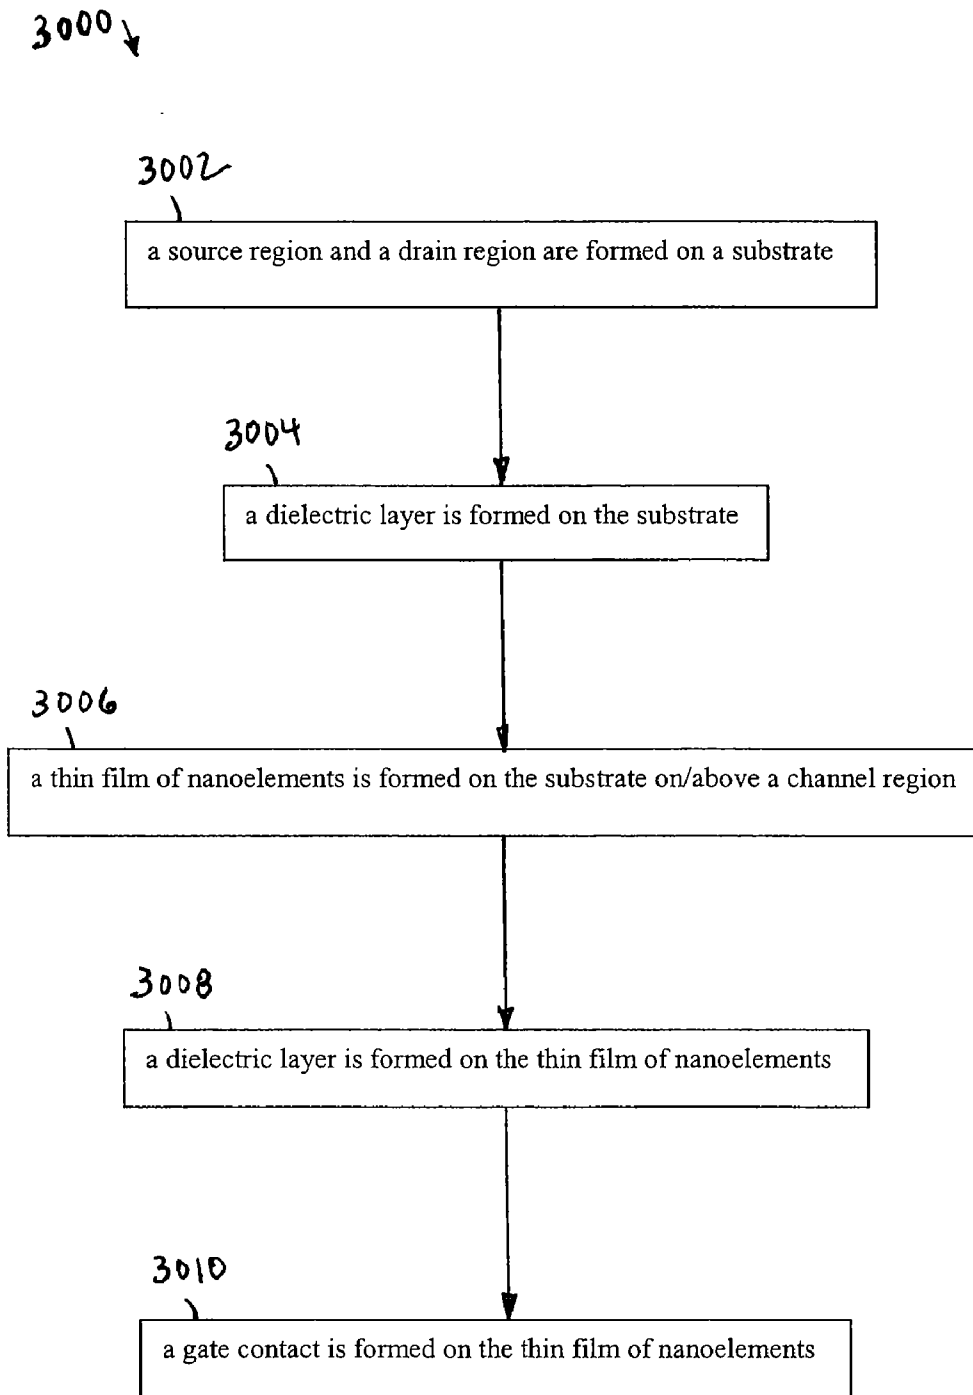 3000
3002
a source region and a drain region are formed on a substrate
3004
a dielectric layer is formed on the substrate
3006
a thin film of nanoelements is formed on the substrate on/above a channel region
3008
a dielectric layer is formed on the thin film of nanoelements
3010
a gate contact is formed on the thin film of nanoelements